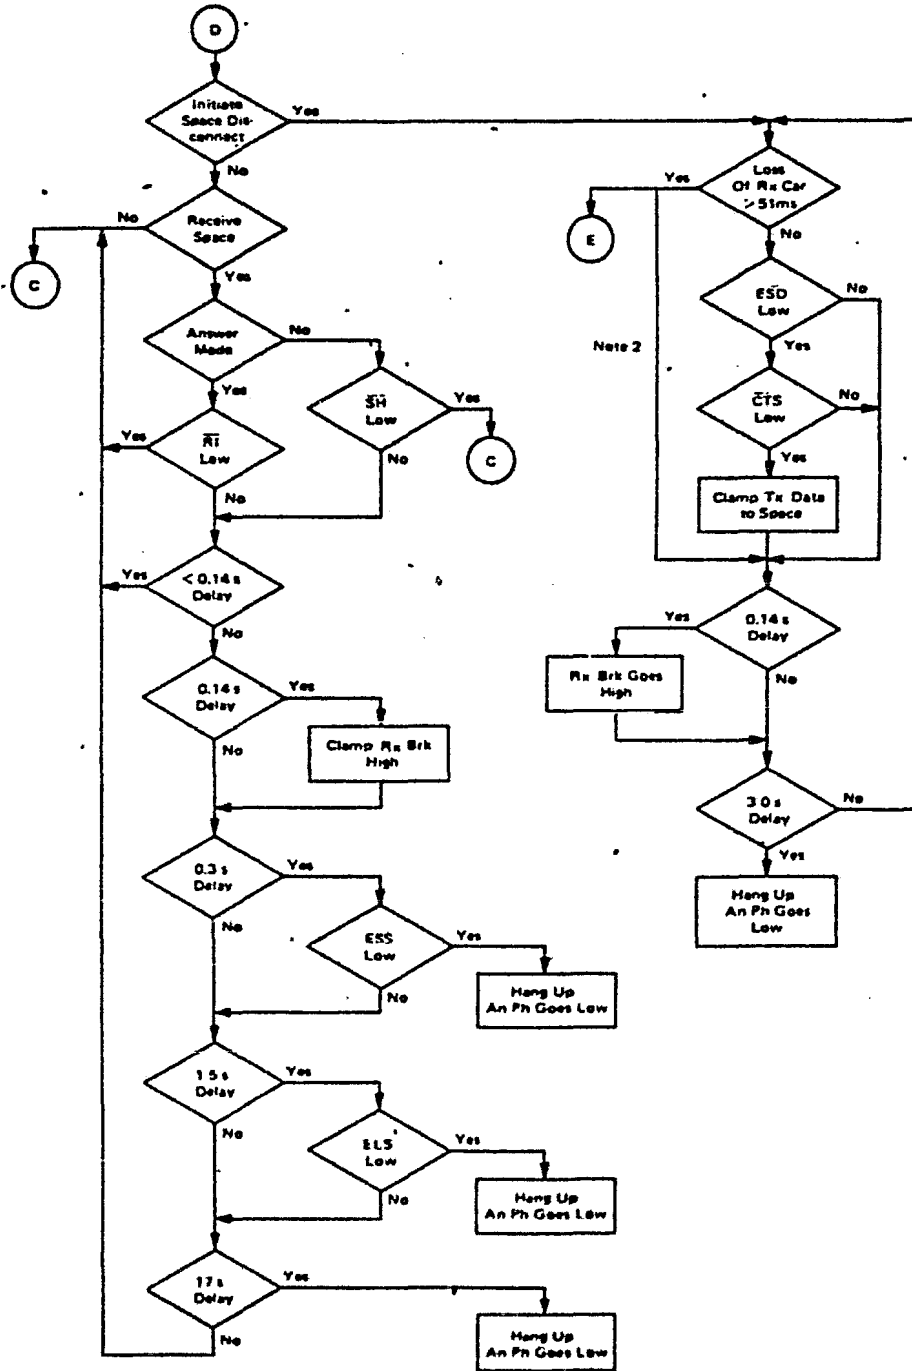 D
Initiate
Space Dis-
connect
Yes
No
Receive
Space
No
C
Yes
Answer
Mode
No
Yes
RI
Low
Yes
No
SH
Low
Yes
C
No
< 0.14 s
Delay
Yes
No
0.14 s
Delay
Yes
No
Clamp Rx Brk
High
0.3 s
Delay
Yes
No
ESS
Low
Yes
No
Hang Up
An Ph Goes Low
1.5 s
Delay
Yes
No
ELS
Low
Yes
No
Hang Up
An Ph Goes Low
17 s
Delay
Yes
No
Hang Up
An Ph Goes Low
Loss
Of Rx Car
> 51ms
Yes
E
No
ESD
Low
No
Yes
Note 2
CTS
Low
No
Yes
Clamp Tx Data
to Space
0.14 s
Delay
Yes
No
Rx Brk Goes
High
3.0 s
Delay
No
Yes
Hang Up
An Ph Goes
Low